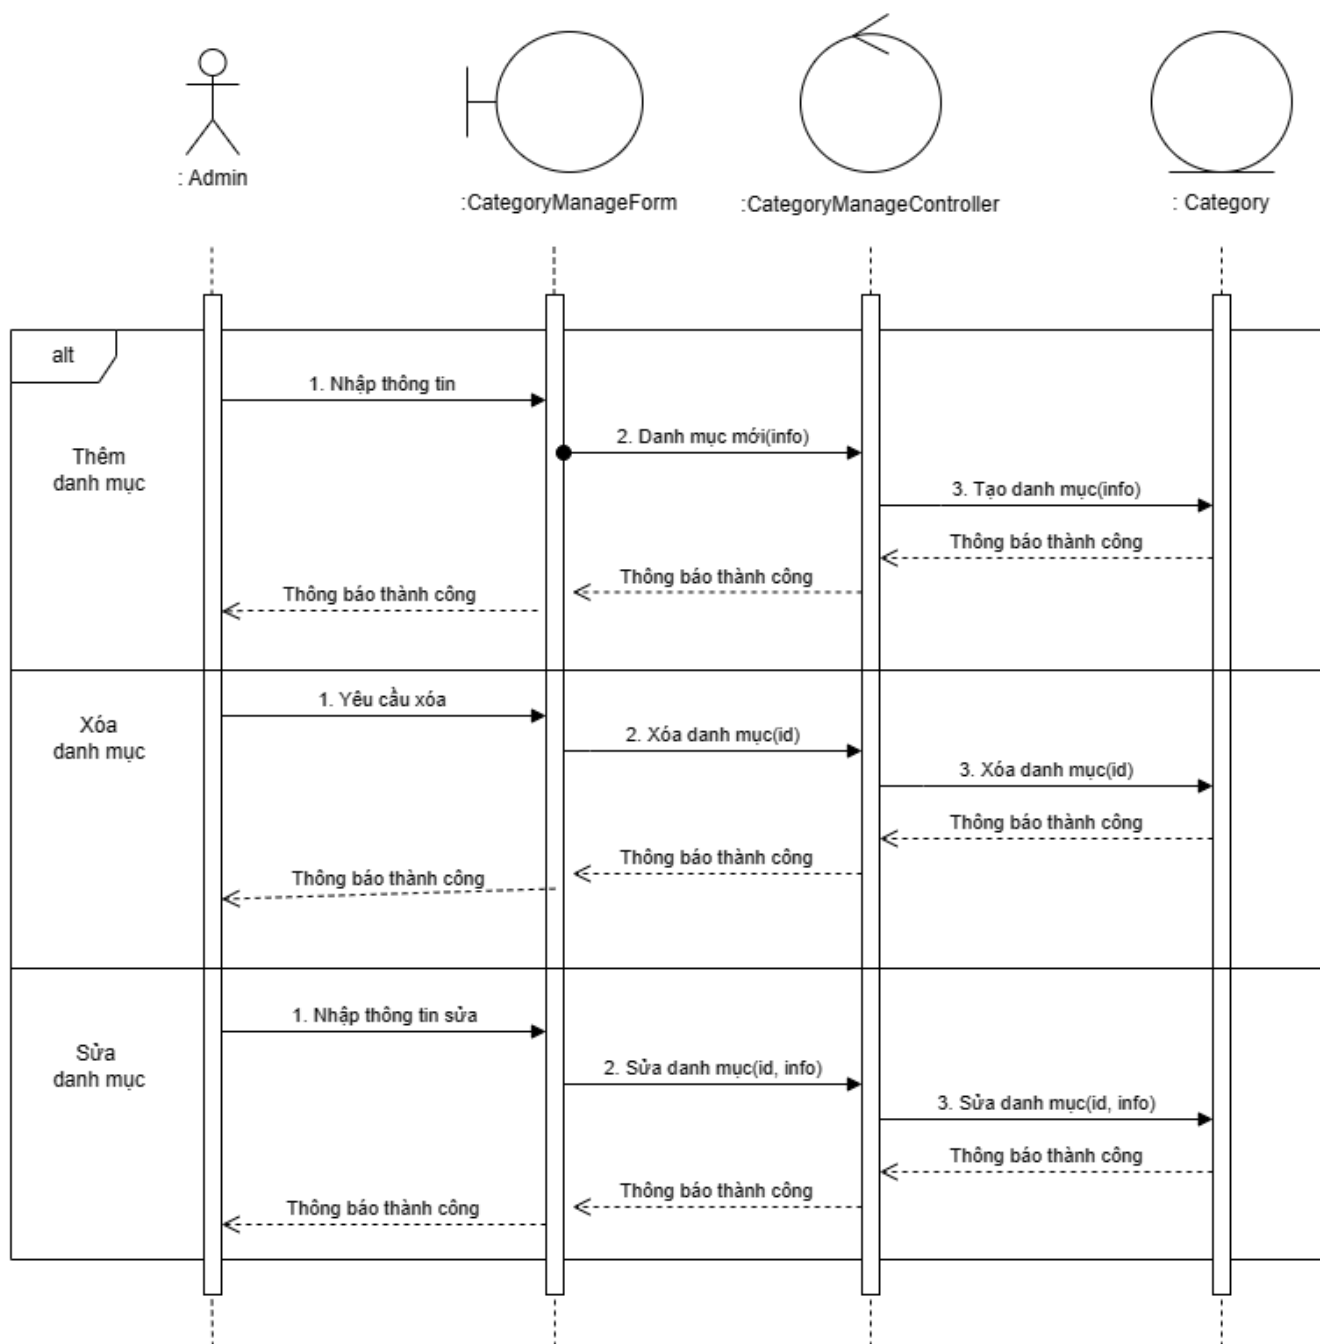 : Admin
:CategoryManageForm
:CategoryManageController
: Category
alt
1. Nhập thông tin
2. Danh mục mới(info)
Thêm
danh mục
3. Tạo danh mục(info)
Thông báo thành công
Thông báo thành công
Thông báo thành công
1. Yêu cầu xóa
Xóa
danh mục
2. Xóa danh mục(id)
3. Xóa danh mục(id)
Thông báo thành công
Thông báo thành công
Thông báo thành công
1. Nhập thông tin sửa
Sửa
danh mục
2. Sửa danh mục(id, info)
3. Sửa danh mục(id, info)
Thông báo thành công
Thông báo thành công
Thông báo thành công